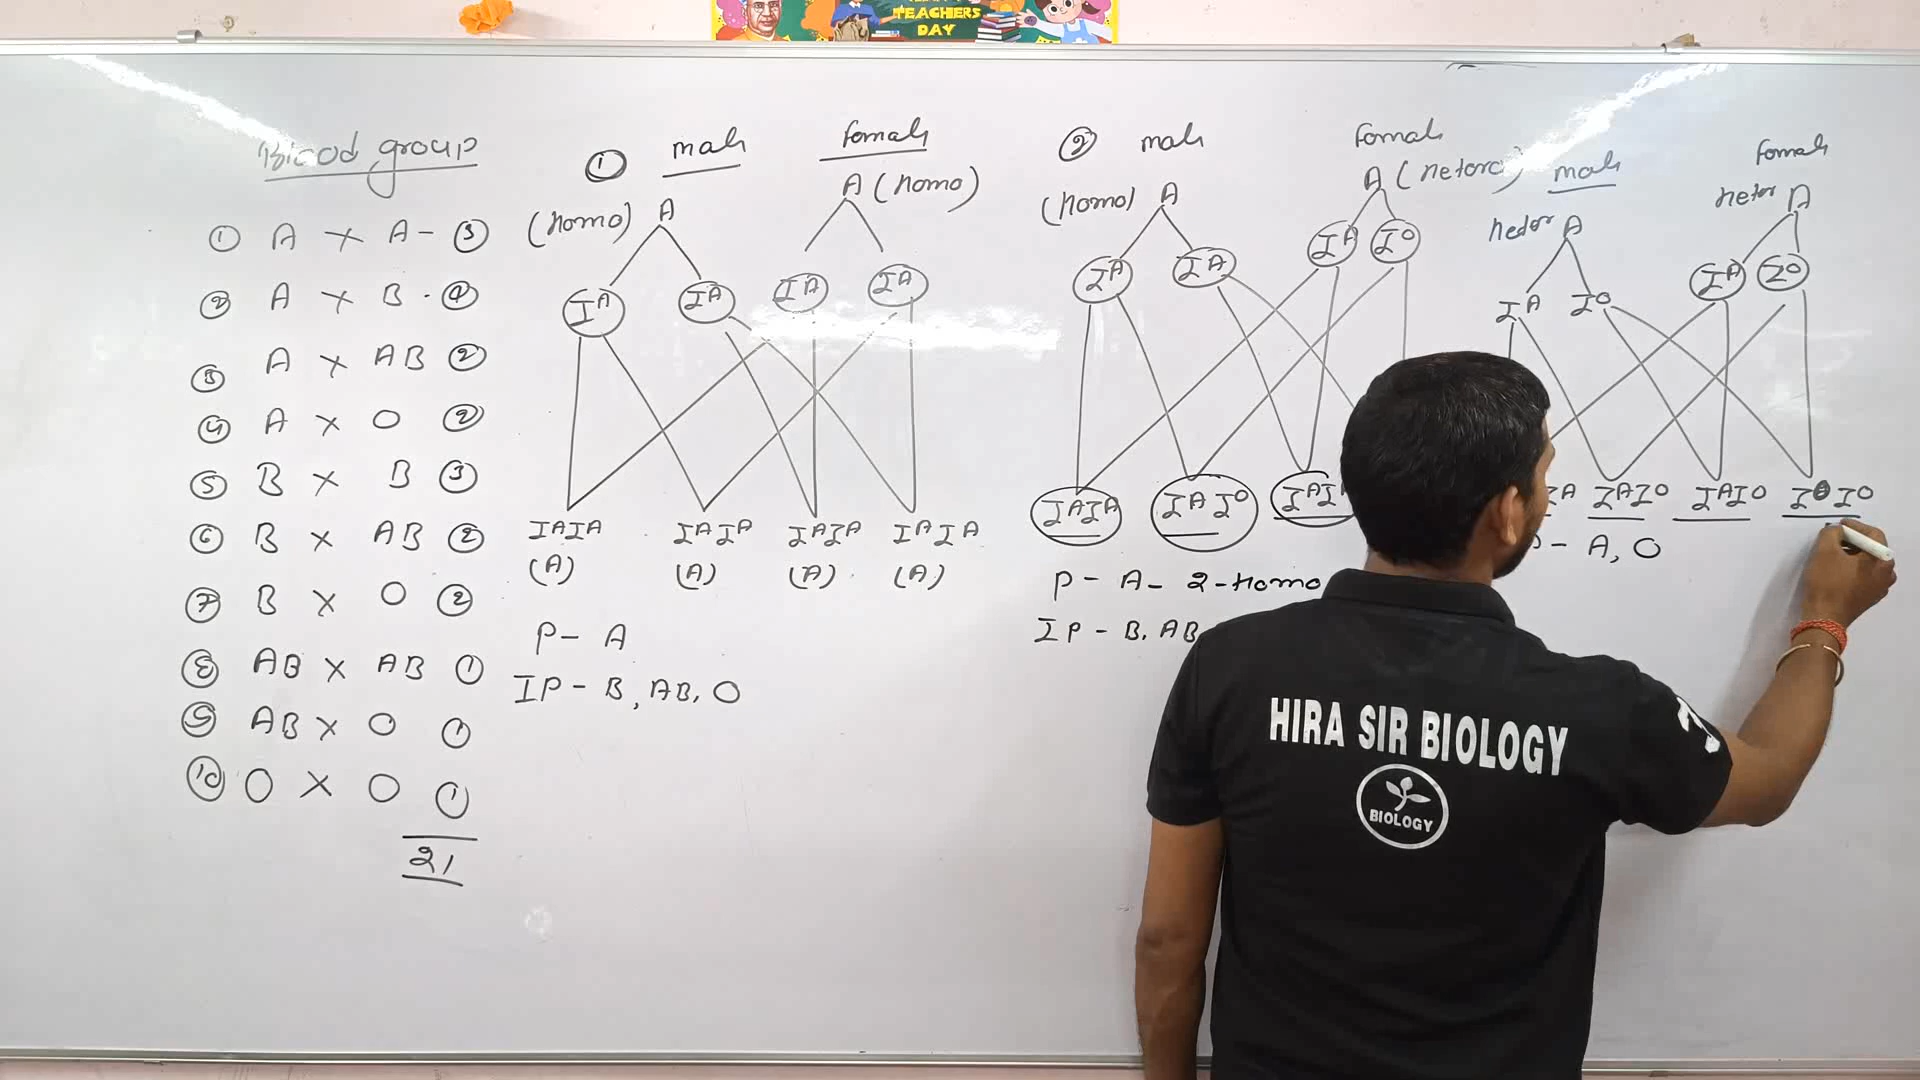 TEACHERS
DAY
Blood group
① A × A - ③
② A × B - ④
③ A × AB ②
④ A × O ②
⑤ B × B ③
⑥ B × AB ②
⑦ B × O ②
⑧ AB × AB ①
⑨ AB × O ①
⑩ O × O ①
21
① male female
(homo) A A (homo)
Iᴬ Iᴬ Iᴬ Iᴬ
IᴬIᴬ IᴬIᴬ IᴬIᴬ IᴬIᴬ
(A) (A) (A) (A)
P - A
IP - B, AB, O
② male female
(homo) A A (hetero)
Iᴬ Iᴬ Iᴬ Iᴼ
IᴬIᴬ IᴬIᴼ
P - A - 2 - Homo
IP - B, AB
male female
heter A heter A
Iᴬ Iᴼ Iᴬ Iᴼ
IᴬIᴼ IᴬIᴼ IᴼIᴼ
- A, O
HIRA SIR BIOLOGY
BIOLOGY